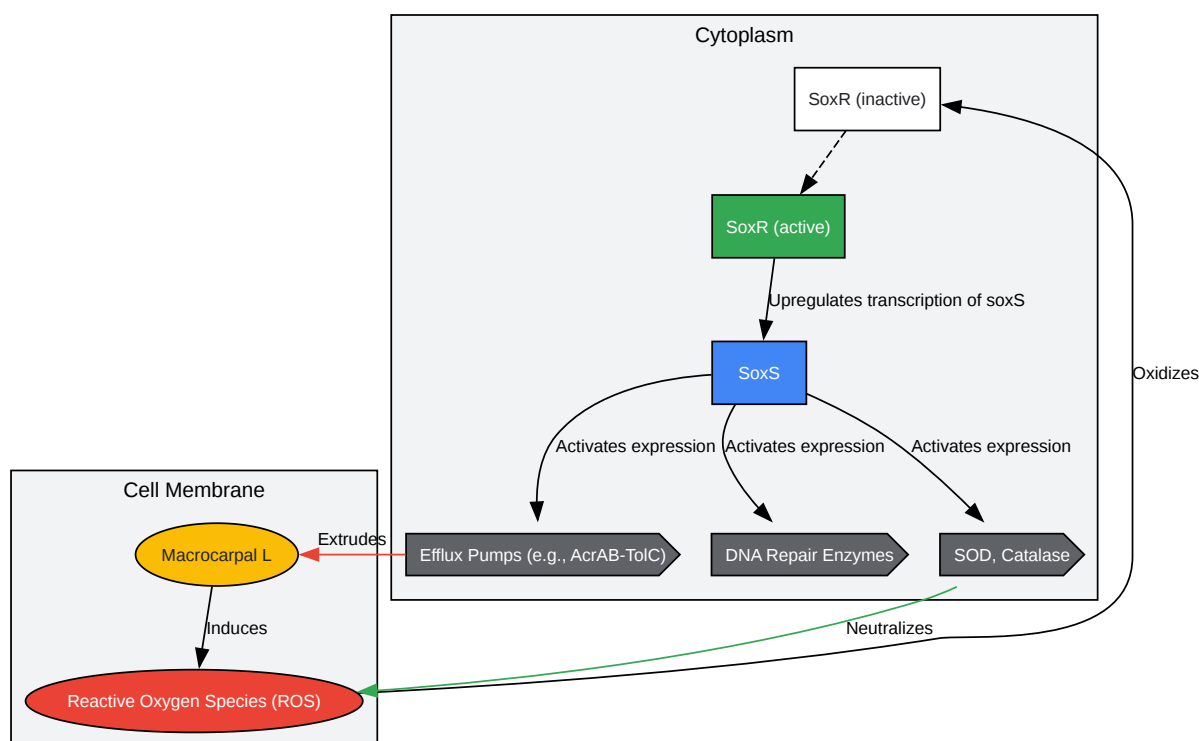 Cytoplasm
SoxR (inactive)
SoxR (active)
Upregulates transcription of soxS
SoxS
Oxidizes
Activates expression
Activates expression
Activates expression
Cell Membrane
Macrocarpal L
Extrudes
Efflux Pumps (e.g., AcrAB-TolC)
DNA Repair Enzymes
SOD, Catalase
Induces
Neutralizes
Reactive Oxygen Species (ROS)